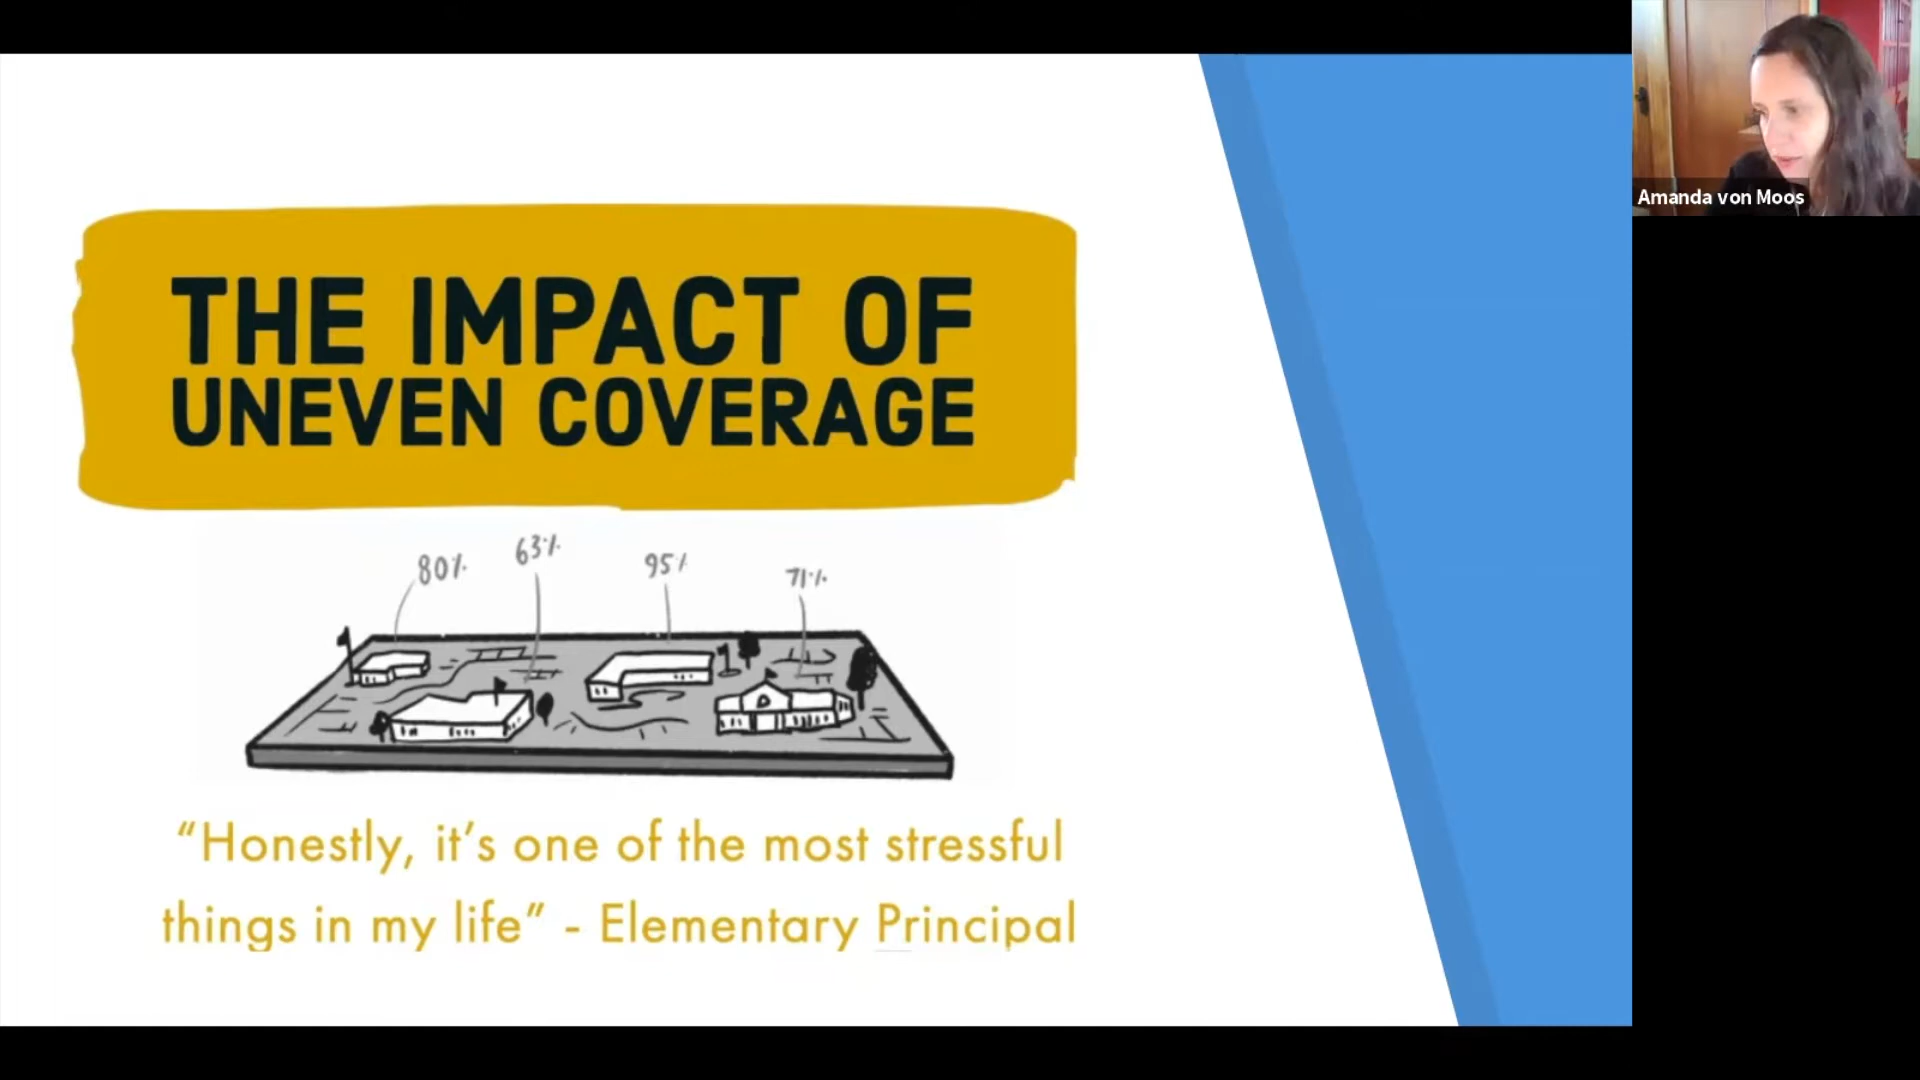 Amanda von Moos
THE IMPACT OF
UNEVEN COVERAGE
80% 63% 95% 71%
“Honestly, it’s one of the most stressful
things in my life” - Elementary Principal